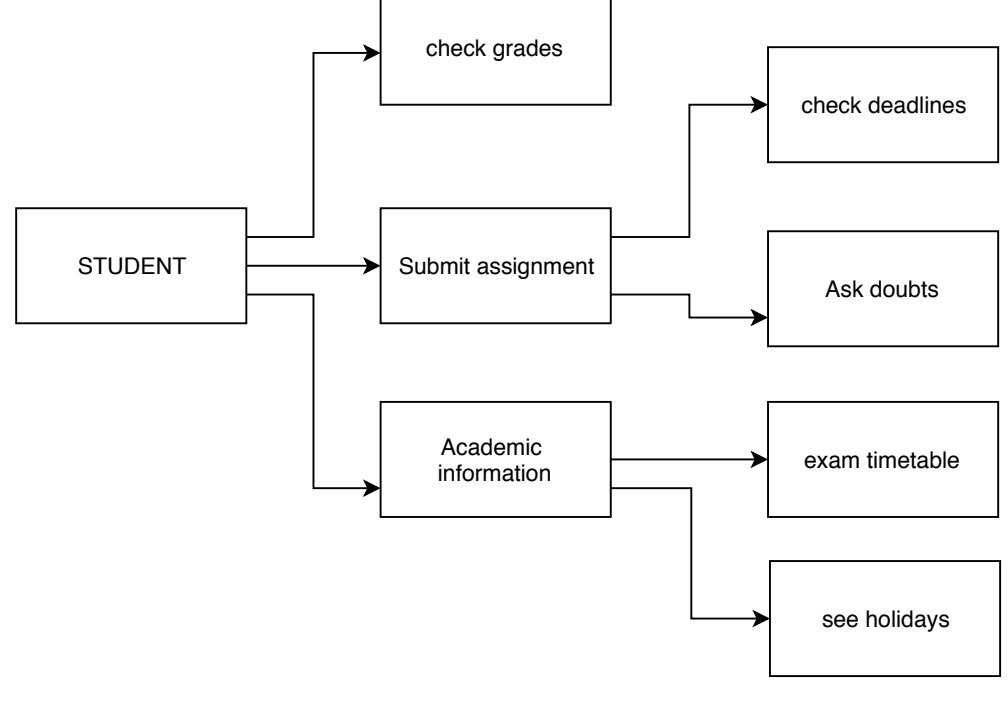 check grades
check deadlines
STUDENT
Submit assignment
Ask doubts
Academic
information
exam timetable
see holidays